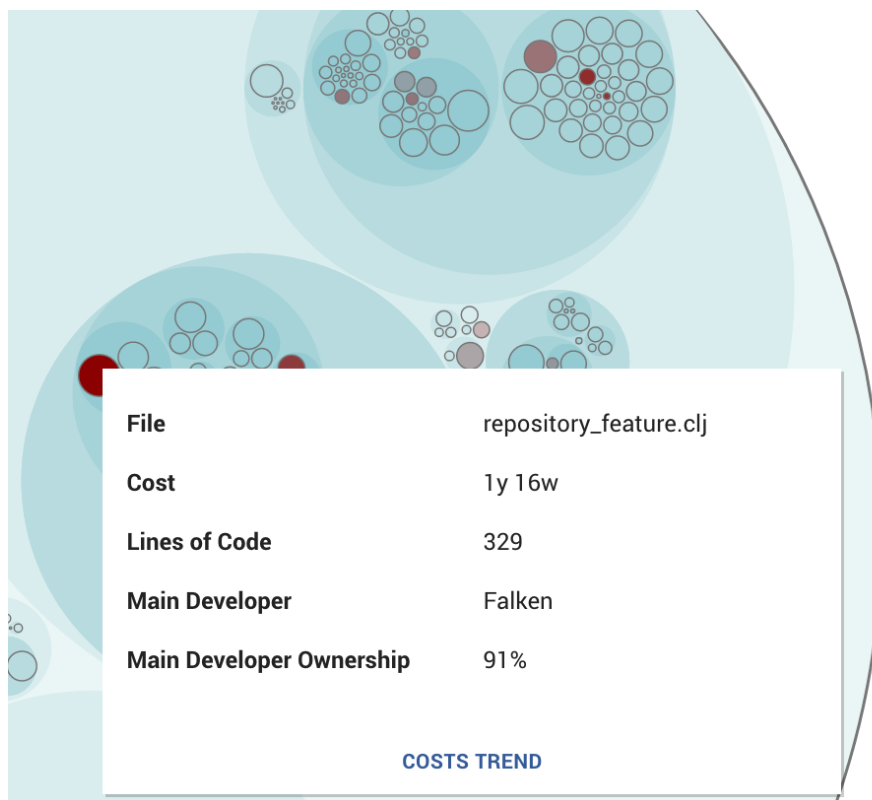 File repository_feature.clj
Cost 1y 16w
Lines of Code 329
Main Developer Falken
Main Developer Ownership 91%
COSTS TREND